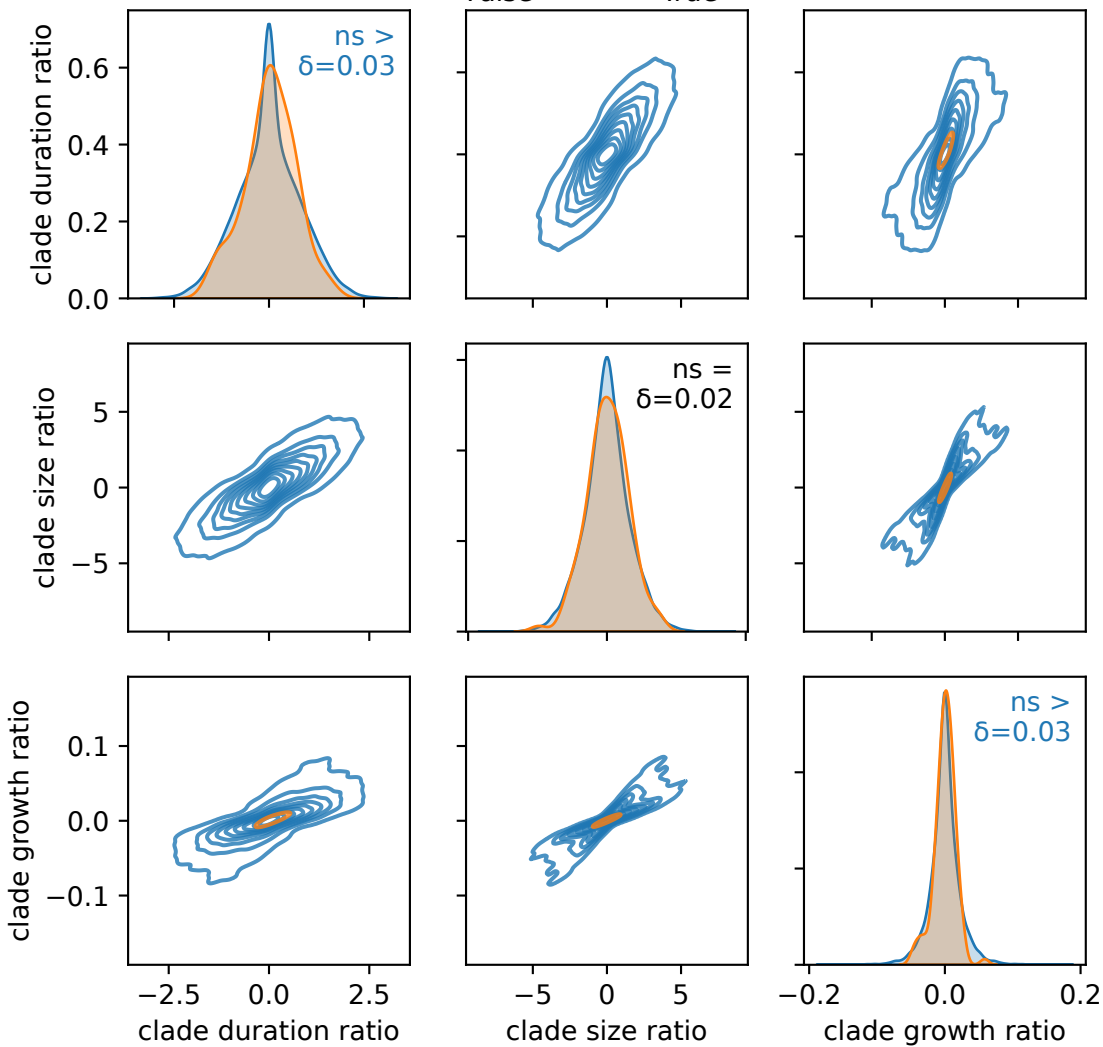 clade duration ratio
0.6
0.4
0.2
0.0
ns >
δ=0.03
clade size ratio
5
0
−5
ns =
δ=0.02
clade growth ratio
0.1
0.0
−0.1
ns >
δ=0.03
−2.5
0.0
2.5
−5
0
5
−0.2
0.0
0.2
clade duration ratio
clade size ratio
clade growth ratio